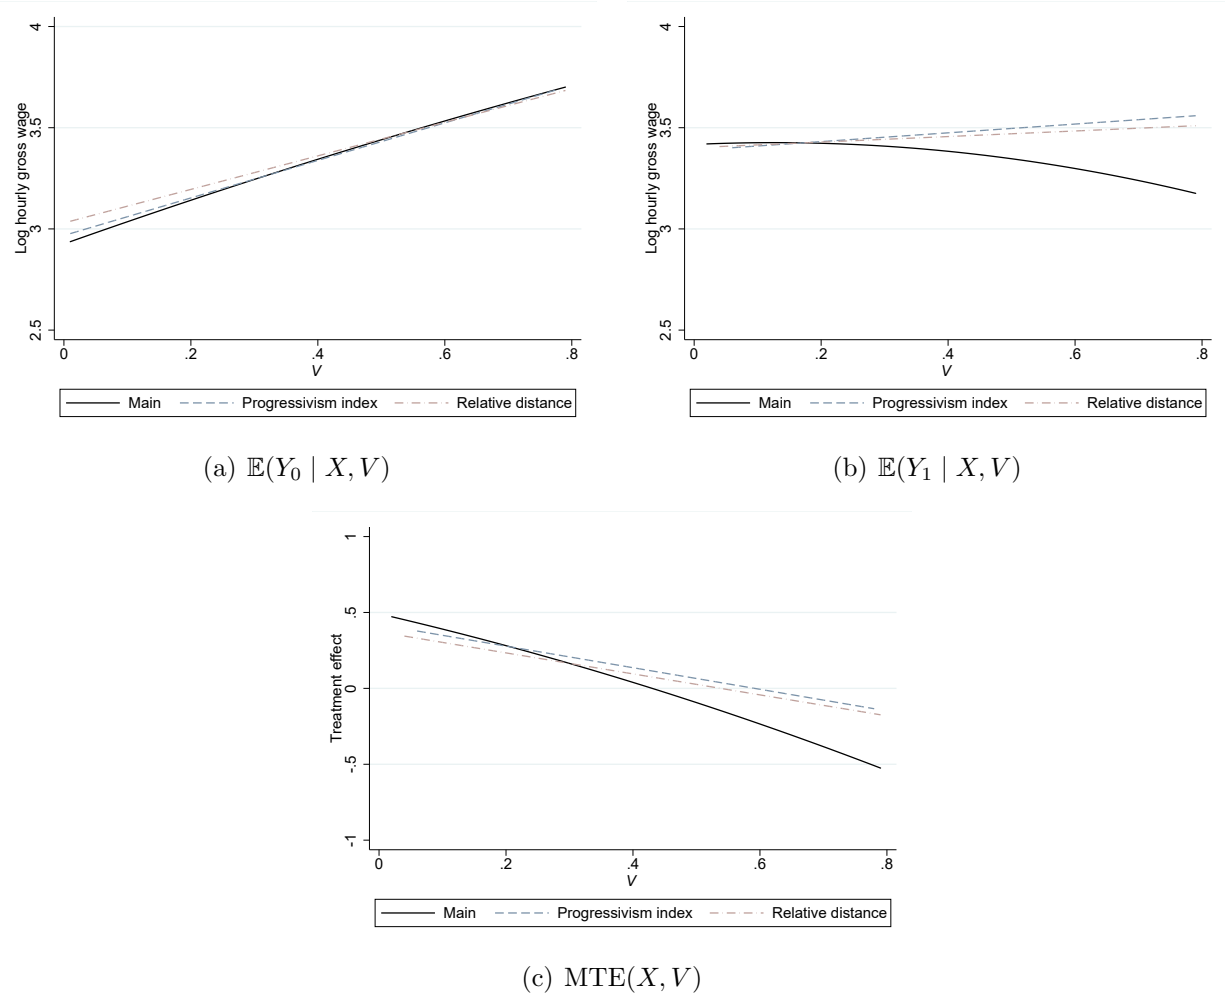 4
3.5
3
2.5
Log hourly gross wage
0 .2 .4 .6 .8
V
Main Progressivism index Relative distance
(a) 𝔼(Y₀ | X, V)
4
3.5
3
2.5
Log hourly gross wage
0 .2 .4 .6 .8
V
Main Progressivism index Relative distance
(b) 𝔼(Y₁ | X, V)
1
.5
0
-.5
-1
Treatment effect
0 .2 .4 .6 .8
V
Main Progressivism index Relative distance
(c) MTE(X, V)